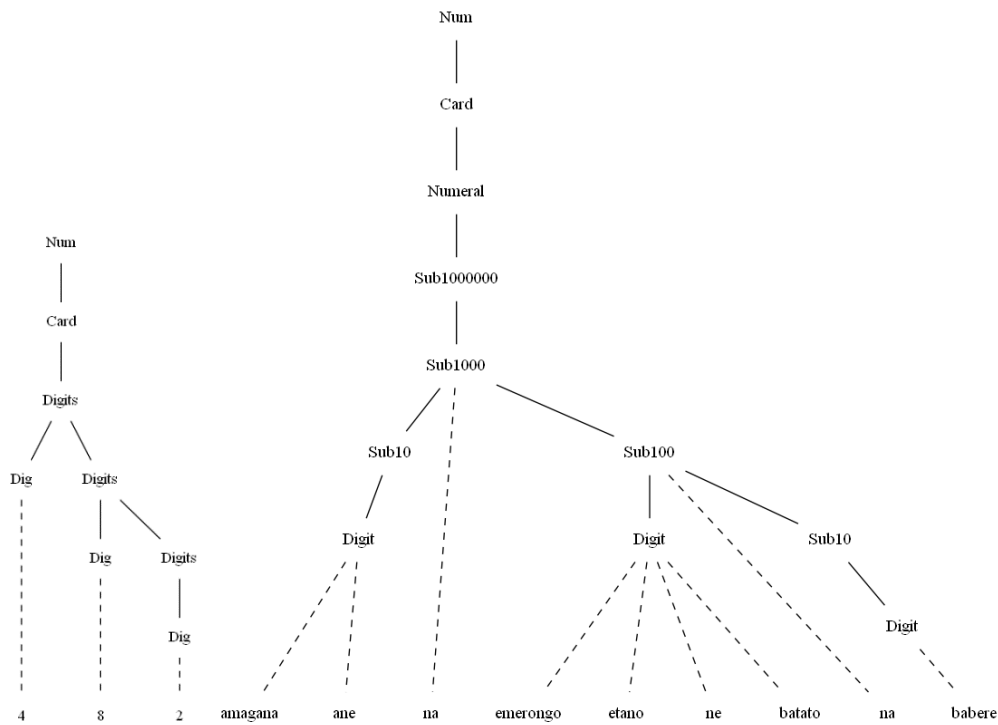 Num
Card
Numeral
Sub1000000
Num
Card
Sub1000
Digits
Sub10 Sub100
Dig Digits
Digit Digit Sub10
Dig Digits
Digit
Dig
4 8 2 amagana ane na emerongo etano ne batato na babere